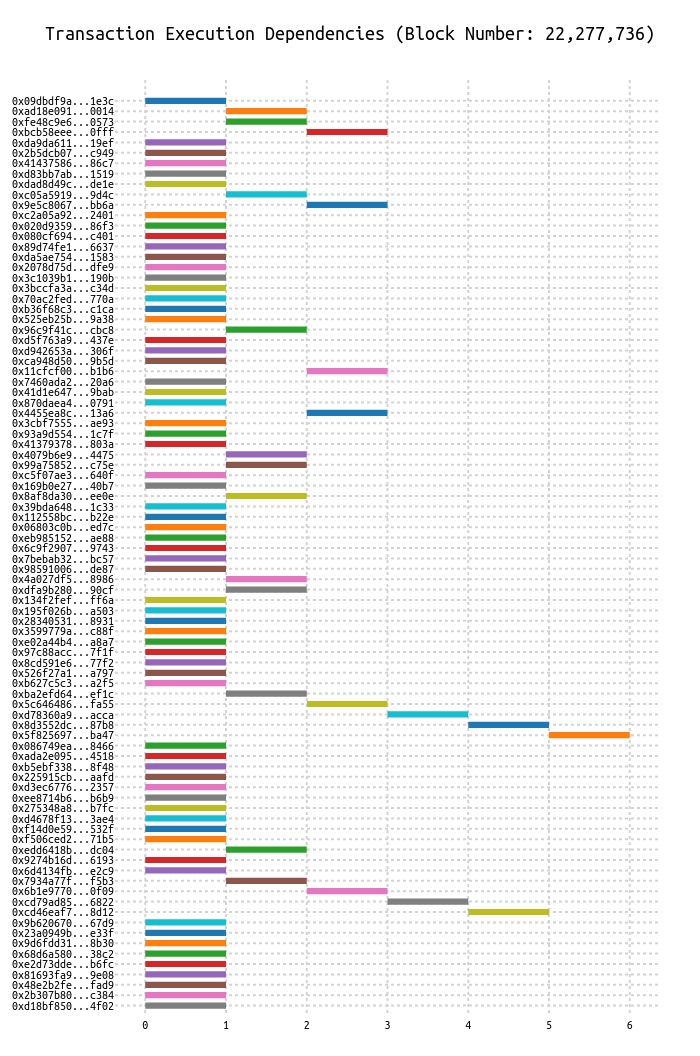 Transaction Execution Dependencies (Block Number: 22,277,736)
0x09dbdf9a...1e3c
0xad18e091...0014
0xfe48c9e6...0573
0xbcb58eee...0fff
0xda9da611...19ef
0x2b5dcb07...c949
0x41437586...86c7
0xd83bb7ab...1519
0xdad8d49c...de1e
0xc05a5919...9d4c
0x9e5c8067...bb6a
0xc2a05a92...2401
0x020d9359...86f3
0x080cf694...c401
0x89d74fe1...6637
0xda5ae754...1583
0x2078d75d...dfe9
0x3c1039b1...190b
0x3bccfa3a...c34d
0x70ac2fed...770a
0xb36f68c3...c1ca
0x525eb25b...9a38
0x96c9f41c...cbc8
0xd5f763a9...437e
0xd942653a...306f
0xca948d50...9b5d
0x11cfcf00...b1b6
0x7460ada2...20a6
0x41d1e647...9bab
0x870daea4...0791
0x4455ea8c...13a6
0x3cbf7555...ae93
0x93a9d554...1c7f
0x41379378...803a
0x4079b6e9...4475
0x99a75852...c75e
0xc5f07ae3...640f
0x169b0e27...40b7
0x8af8da30...ee0e
0x39bda648...1c33
0x112558bc...b22e
0x06803c0b...ed7c
0xeb985152...ae88
0x6c9f2907...9743
0x7bebab32...bc57
0x98591006...de87
0x4a027df5...8986
0xdfa9b280...90cf
0x134f2fef...ff6a
0x195f026b...a503
0x28340531...8931
0x3599779a...c88f
0xe02a44b4...a8a7
0x97c88acc...7f1f
0x8cd591e6...77f2
0x526f27a1...a797
0xb627c5c3...a2f5
0xba2efd64...ef1c
0x5c646486...fa55
0xd78360a9...acca
0x8d3552dc...87b8
0x5f825697...ba47
0x086749ea...8466
0xada2e095...4518
0xb5ebf338...8f48
0x225915cb...aafd
0xd3ec6776...2357
0xee8714b6...b6b9
0x275348a8...b7fc
0xd4678f13...3ae4
0xf14d0e59...532f
0xf506ced2...71b5
0xedd6418b...dc04
0x9274b16d...6193
0x6d4134fb...e2c9
0x7934a77f...f5b3
0x6b1e9770...0f09
0xcd79ad85...6822
0xcd46eaf7...8d12
0x9b620670...67d9
0x23a0949b...e33f
0x9d6fdd31...8b30
0x68d6a580...38c2
0xe2d73dde...b6fc
0x81693fa9...9e08
0x48e2b2fe...fad9
0x2b307b80...c384
0xd18bf850...4f02
0 1 2 3 4 5 6